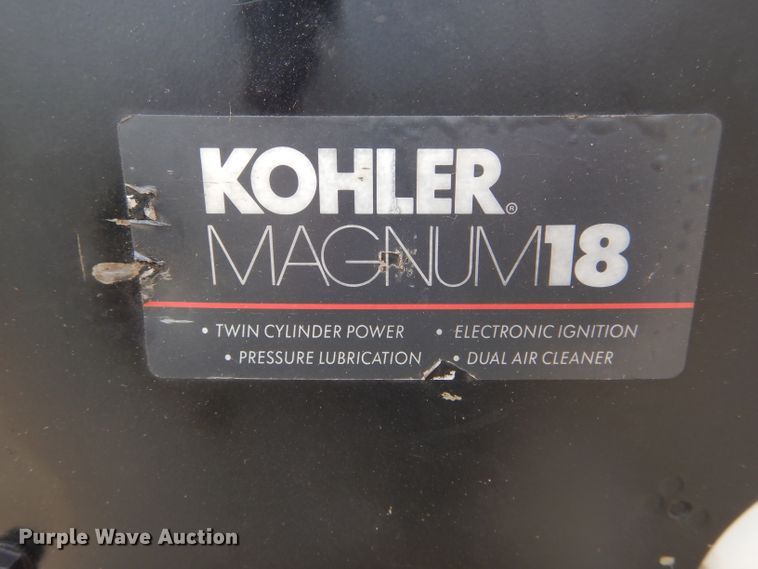 KOHLER®
MAGNUM18
• TWIN CYLINDER POWER • ELECTRONIC IGNITION
• PRESSURE LUBRICATION • DUAL AIR CLEANER
Purple Wave Auction